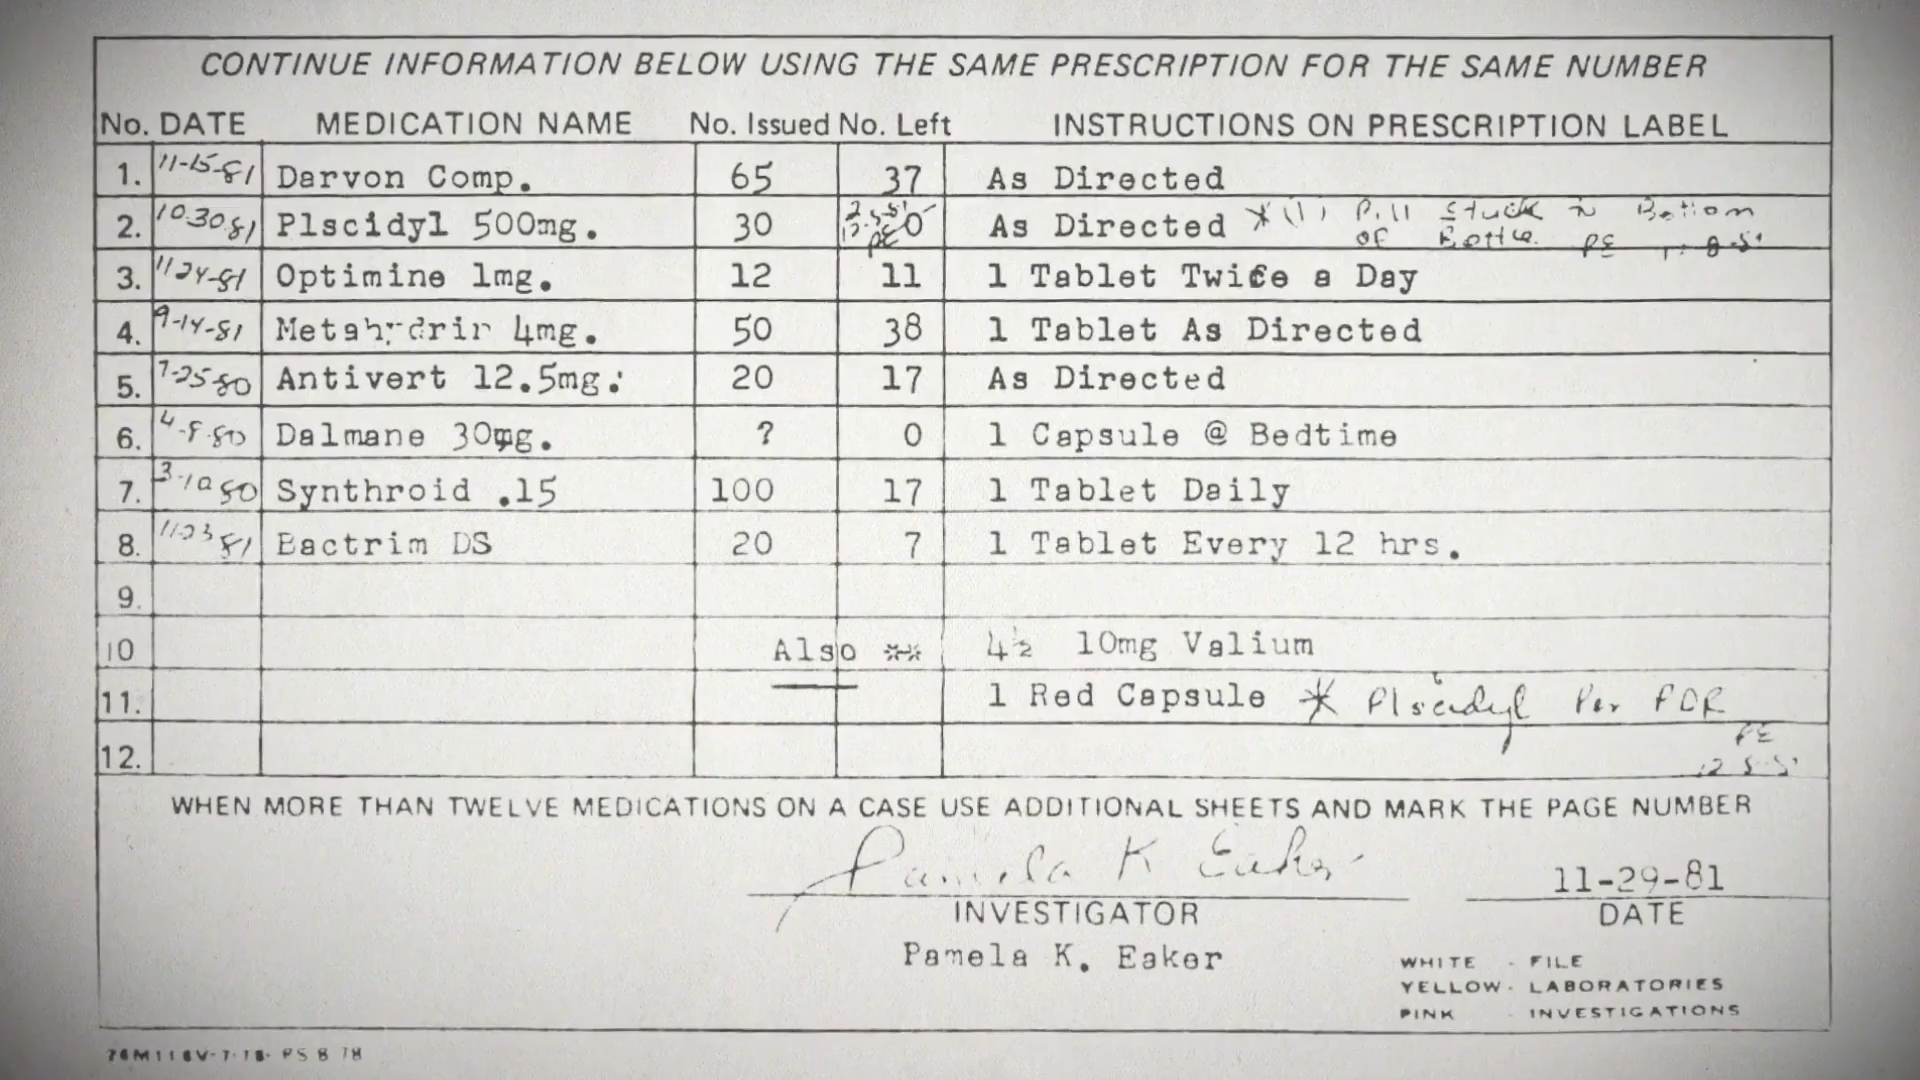 CONTINUE INFORMATION BELOW USING THE SAME PRESCRIPTION FOR THE SAME NUMBER
No. DATE MEDICATION NAME No. Issued No. Left INSTRUCTIONS ON PRESCRIPTION LABEL
1. 11-15-81 Darvon Comp. 65 37 As Directed
2. 10-30-81 Plscidyl 500mg. 30 0 PE As Directed * (1) Pill Stuck in Bottom
OF Bottle. PE
3. 11-24-81 Optimine 1mg. 12 11 1 Tablet Twice a Day
4. 9-14-81 Metahydrir 4mg. 50 38 1 Tablet As Directed
5. 7-25-80 Antivert 12.5mg. 20 17 As Directed
6. 4-8-80 Dalmane 30mg. ? 0 1 Capsule @ Bedtime
7. 3-10-80 Synthroid .15 100 17 1 Tablet Daily
8. 11-23-81 Bactrim DS 20 7 1 Tablet Every 12 hrs.
9.
10 Also ** 4½ 10mg Valium
11. 1 Red Capsule * Plscidyl Per PDR
12. PE
WHEN MORE THAN TWELVE MEDICATIONS ON A CASE USE ADDITIONAL SHEETS AND MARK THE PAGE NUMBER
Pamela K Eaker 11-29-81
INVESTIGATOR DATE
Pamela K. Eaker
WHITE - FILE
YELLOW - LABORATORIES
PINK - INVESTIGATIONS